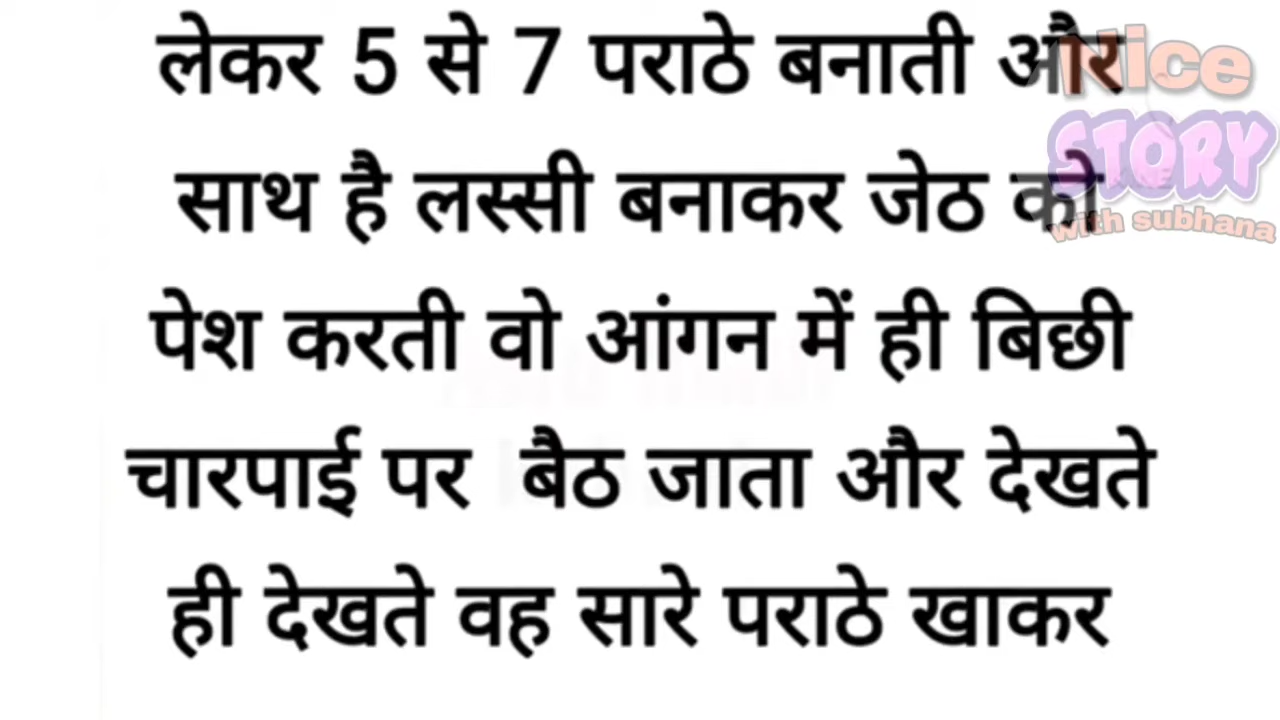 लेकर 5 से 7 पराठे बनाती और
साथ है लस्सी बनाकर जेठ को
पेश करती वो आंगन में ही बिछी
चारपाई पर बैठ जाता और देखते
ही देखते वह सारे पराठे खाकर
Nice
STORY
with subhana